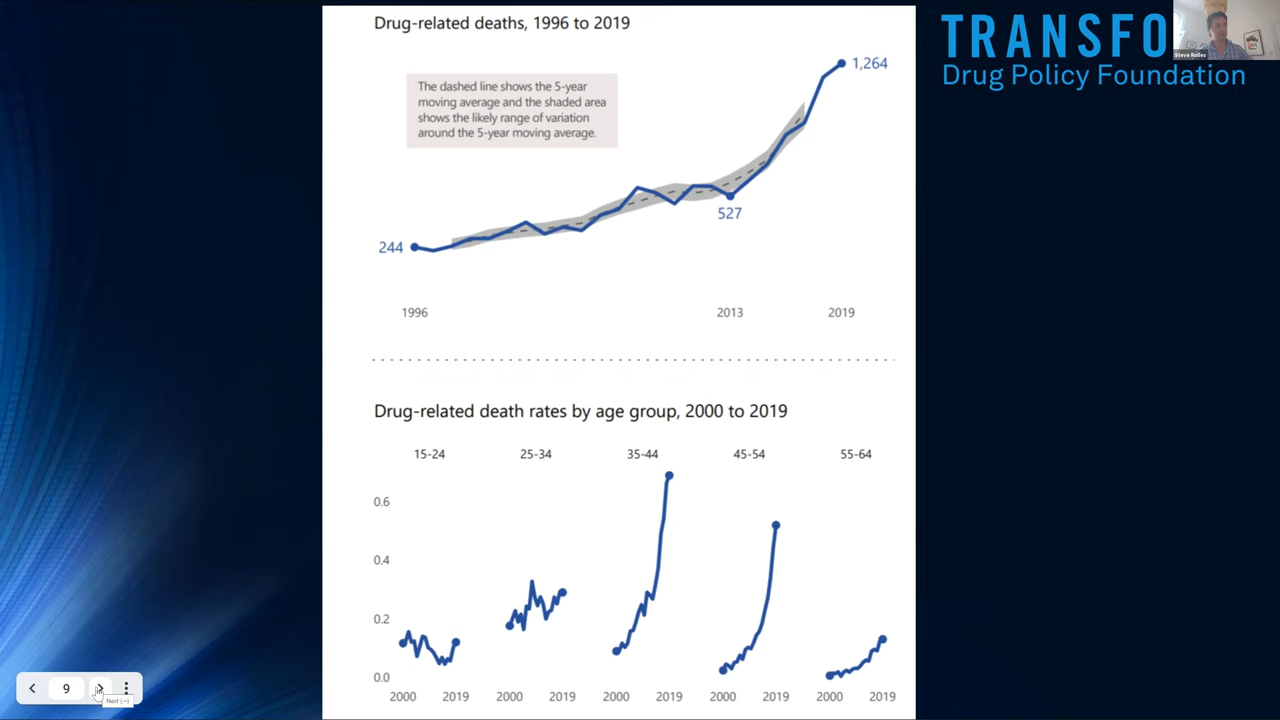 Drug-related deaths, 1996 to 2019
TRANSFO
Steve Rolles
Drug Policy Foundation
The dashed line shows the 5-year
moving average and the shaded area
shows the likely range of variation
around the 5-year moving average.
1,264
527
244
1996 2013 2019
Drug-related death rates by age group, 2000 to 2019
15-24 25-34 35-44 45-54 55-64
0.6
0.4
0.2
0.0
2000 2019 2000 2019 2000 2019 2000 2019 2000 2019
9
Next (→)